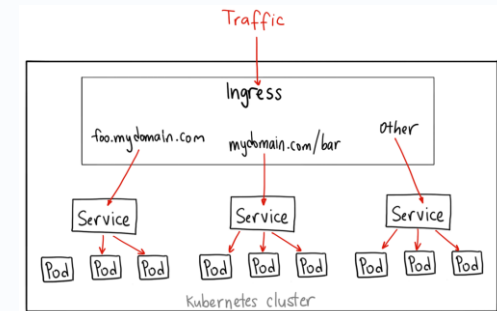 Traffic
Ingress
foo.mydomain.com
mydomain.com/bar
Other
Service
Service
Service
Pod
Pod
Pod
Pod
Pod
Pod
Pod
Pod
Pod
Kubernetes cluster